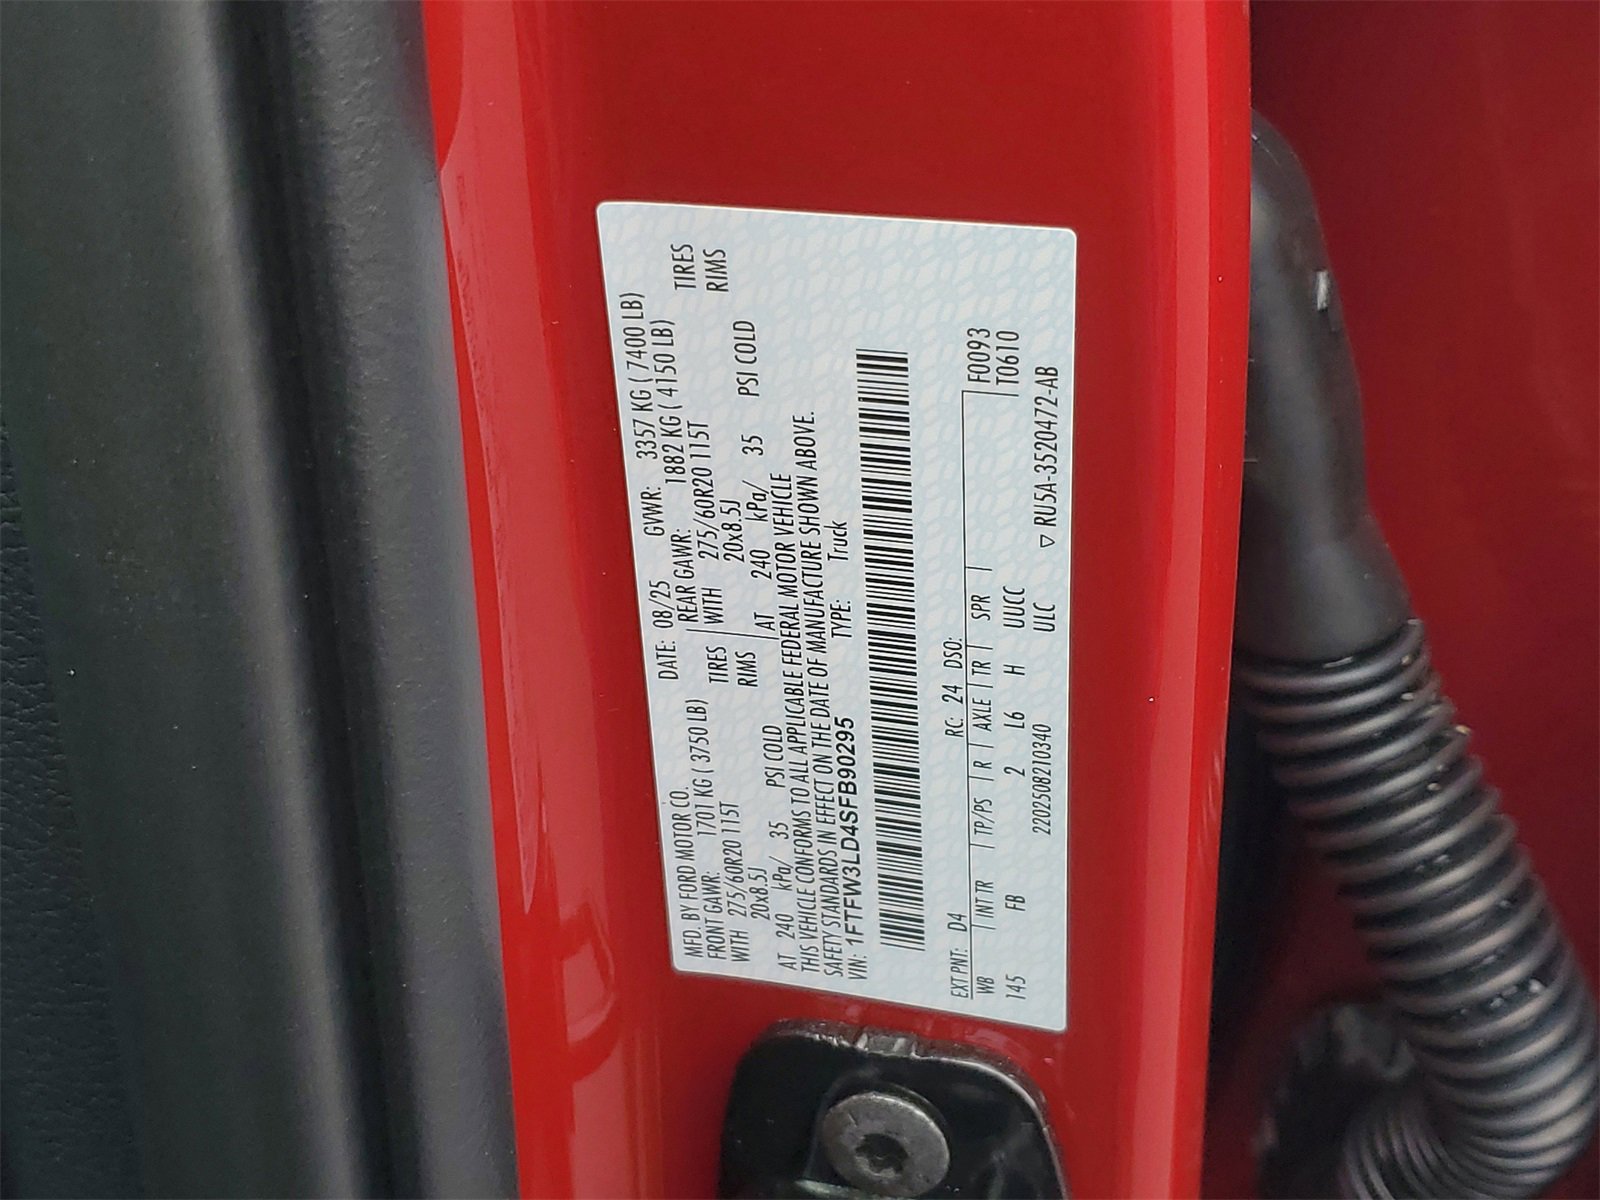 MFD. BY FORD MOTOR CO. DATE: 08/25 GVWR: 3357 KG ( 7400 LB)
FRONT GAWR: 1701 KG ( 3750 LB) REAR GAWR: 1882 KG ( 4150 LB)
WITH 275/60R20 115T TIRES WITH 275/60R20 115T TIRES
20x8.5J RIMS 20x8.5J RIMS
AT 240 kPa/ 35 PSI COLD AT 240 kPa/ 35 PSI COLD
THIS VEHICLE CONFORMS TO ALL APPLICABLE FEDERAL MOTOR VEHICLE
SAFETY STANDARDS IN EFFECT ON THE DATE OF MANUFACTURE SHOWN ABOVE.
VIN: 1FTFW3LD4SFB90295 TYPE: Truck
EXT PNT: D4 RC: 24 DSO: F0093
WB INT TR TP/PS R AXLE TR SPR T0610
145 FB 2 L6 H UUCC
2202508210340 ULC ▽ RU5A-3520472-AB